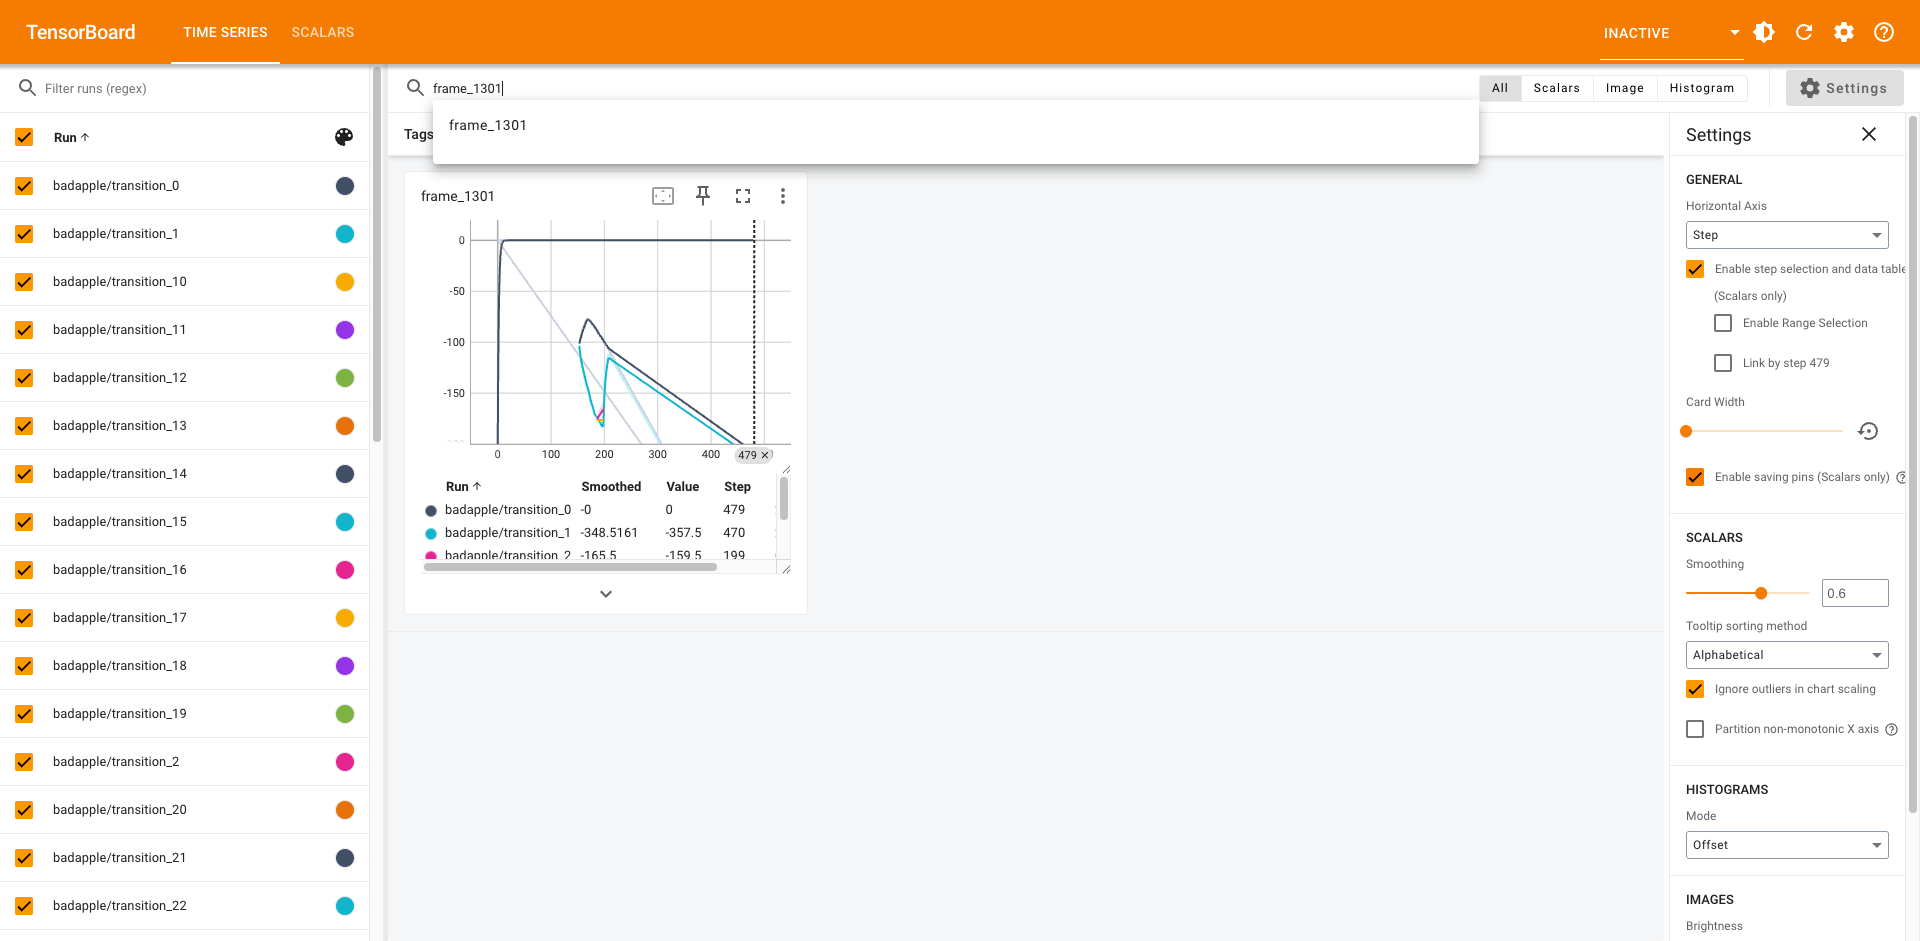 TensorBoard
TIME SERIES
SCALARS
INACTIVE
Filter runs (regex)
frame_1301
All
Scalars
Image
Histogram
Settings
frame_1301
Run
Tags
badapple/transition_0
badapple/transition_1
badapple/transition_10
badapple/transition_11
badapple/transition_12
badapple/transition_13
badapple/transition_14
badapple/transition_15
badapple/transition_16
badapple/transition_17
badapple/transition_18
badapple/transition_19
badapple/transition_2
badapple/transition_20
badapple/transition_21
badapple/transition_22
frame_1301
0
-50
-100
-150
0
100
200
300
400
479
Run Smoothed Value Step
badapple/transition_0 -0 0 479
badapple/transition_1 -348.5161 -357.5 470
badapple/transition_2 -165.5 -159.5 199
Settings
GENERAL
Horizontal Axis
Step
Enable step selection and data table
(Scalars only)
Enable Range Selection
Link by step 479
Card Width
Enable saving pins (Scalars only)
SCALARS
Smoothing
0.6
Tooltip sorting method
Alphabetical
Ignore outliers in chart scaling
Partition non-monotonic X axis
HISTOGRAMS
Mode
Offset
IMAGES
Brightness